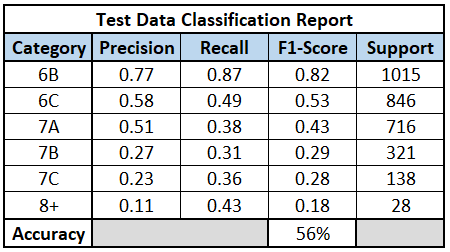 Test Data Classification Report
Category Precision Recall F1-Score Support
6B 0.77 0.87 0.82 1015
6C 0.58 0.49 0.53 846
7A 0.51 0.38 0.43 716
7B 0.27 0.31 0.29 321
7C 0.23 0.36 0.28 138
8+ 0.11 0.43 0.18 28
Accuracy 56%